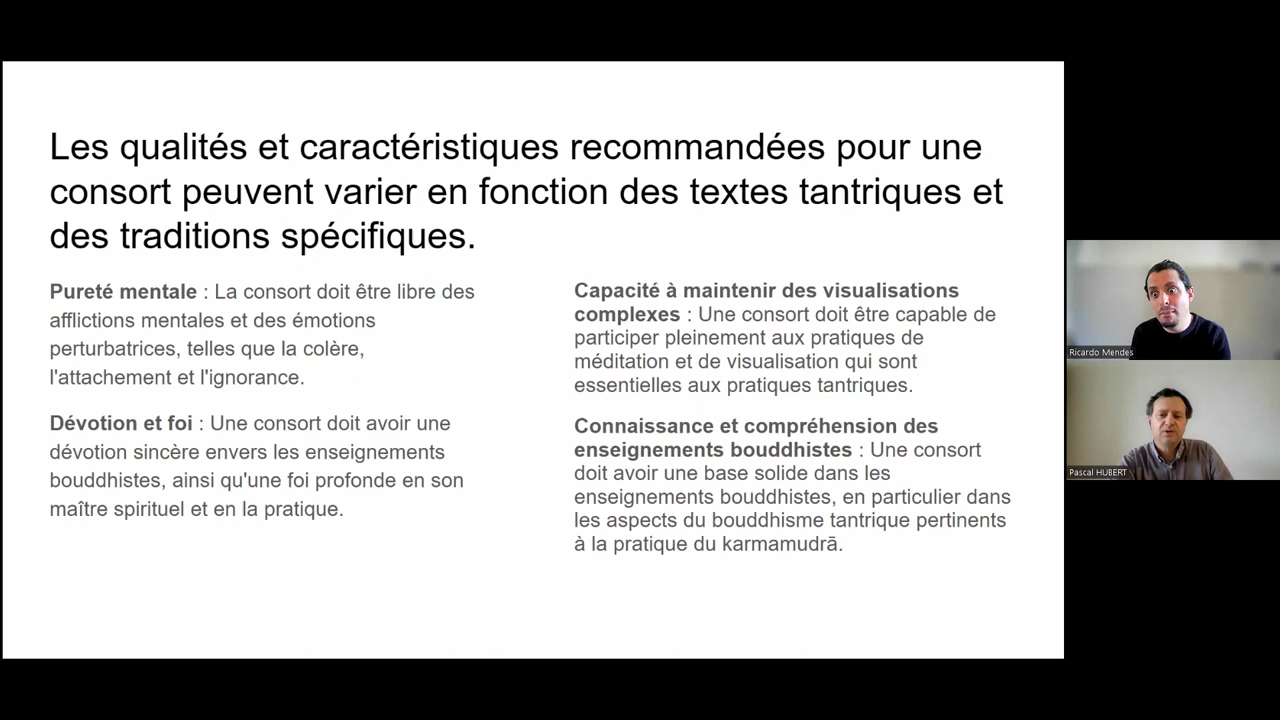 Les qualités et caractéristiques recommandées pour une
consort peuvent varier en fonction des textes tantriques et
des traditions spécifiques.
Pureté mentale : La consort doit être libre des
afflictions mentales et des émotions
perturbatrices, telles que la colère,
l'attachement et l'ignorance.
Dévotion et foi : Une consort doit avoir une
dévotion sincère envers les enseignements
bouddhistes, ainsi qu'une foi profonde en son
maître spirituel et en la pratique.
Capacité à maintenir des visualisations
complexes : Une consort doit être capable de
participer pleinement aux pratiques de
méditation et de visualisation qui sont
essentielles aux pratiques tantriques.
Connaissance et compréhension des
enseignements bouddhistes : Une consort
doit avoir une base solide dans les
enseignements bouddhistes, en particulier dans
les aspects du bouddhisme tantrique pertinents
à la pratique du karmamudrā.
Ricardo Mendes
Pascal HUBERT